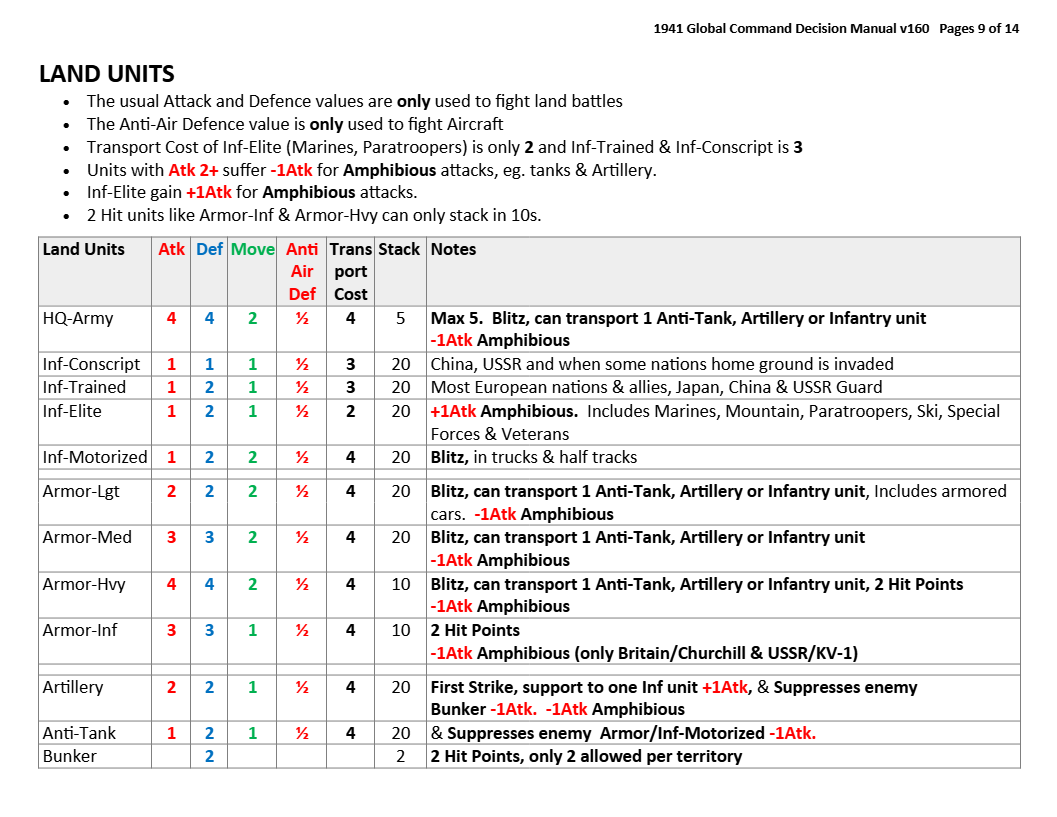 1941 Global Command Decision Manual v160 Pages 9 of 14
LAND UNITS
• The usual Attack and Defence values are only used to fight land battles
• The Anti-Air Defence value is only used to fight Aircraft
• Transport Cost of Inf-Elite (Marines, Paratroopers) is only 2 and Inf-Trained & Inf-Conscript is 3
• Units with Atk 2+ suffer -1Atk for Amphibious attacks, eg. tanks & Artillery.
• Inf-Elite gain +1Atk for Amphibious attacks.
• 2 Hit units like Armor-Inf & Armor-Hvy can only stack in 10s.
Land Units Atk Def Move Anti Trans Stack Notes
Air port
Def Cost
HQ-Army 4 4 2 ½ 4 5 Max 5. Blitz, can transport 1 Anti-Tank, Artillery or Infantry unit
-1Atk Amphibious
Inf-Conscript 1 1 1 ½ 3 20 China, USSR and when some nations home ground is invaded
Inf-Trained 1 2 1 ½ 3 20 Most European nations & allies, Japan, China & USSR Guard
Inf-Elite 1 2 1 ½ 2 20 +1Atk Amphibious. Includes Marines, Mountain, Paratroopers, Ski, Special
Forces & Veterans
Inf-Motorized 1 2 2 ½ 4 20 Blitz, in trucks & half tracks
Armor-Lgt 2 2 2 ½ 4 20 Blitz, can transport 1 Anti-Tank, Artillery or Infantry unit, Includes armored
cars. -1Atk Amphibious
Armor-Med 3 3 2 ½ 4 20 Blitz, can transport 1 Anti-Tank, Artillery or Infantry unit
-1Atk Amphibious
Armor-Hvy 4 4 2 ½ 4 10 Blitz, can transport 1 Anti-Tank, Artillery or Infantry unit, 2 Hit Points
-1Atk Amphibious
Armor-Inf 3 3 1 ½ 4 10 2 Hit Points
-1Atk Amphibious (only Britain/Churchill & USSR/KV-1)
Artillery 2 2 1 ½ 4 20 First Strike, support to one Inf unit +1Atk, & Suppresses enemy
Bunker -1Atk. -1Atk Amphibious
Anti-Tank 1 2 1 ½ 4 20 & Suppresses enemy Armor/Inf-Motorized -1Atk.
Bunker 2 2 2 Hit Points, only 2 allowed per territory